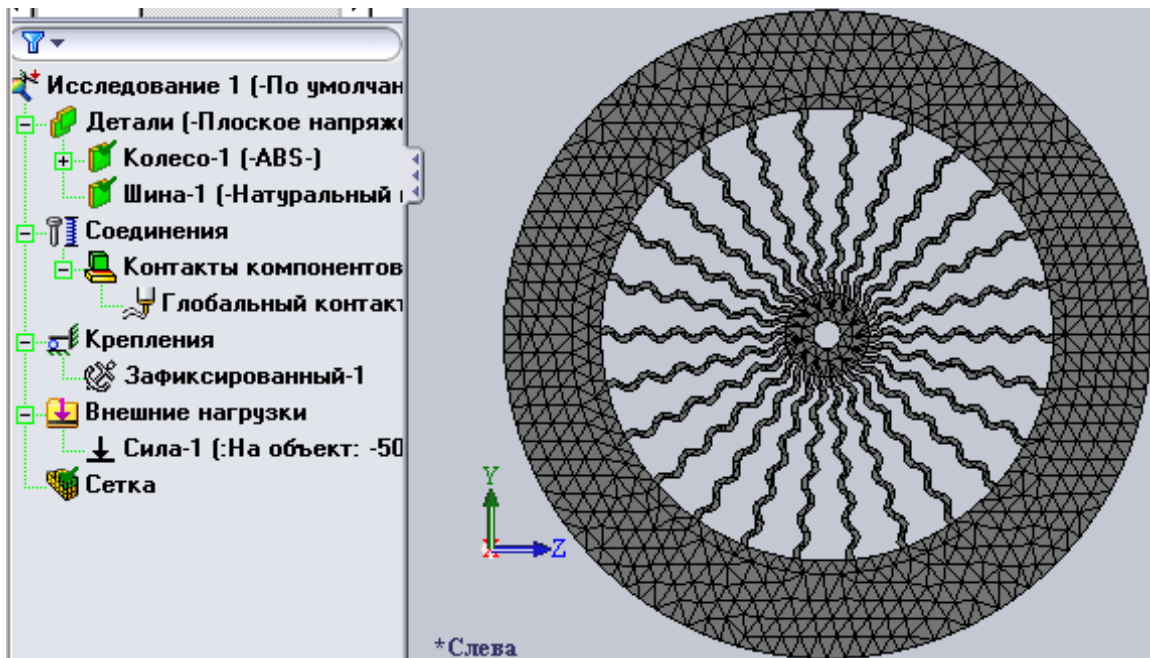 Исследование 1 (-По умолчан
Детали (-Плоское напряж
Колесо-1 (-ABS-)
Шина-1 (-Натуральный
Соединения
Контакты компонентов
Глобальный контакт
Крепления
Зафиксированный-1
Внешние нагрузки
Сила-1 (:На объект: -50
Сетка
Y
Z
X
*Слева